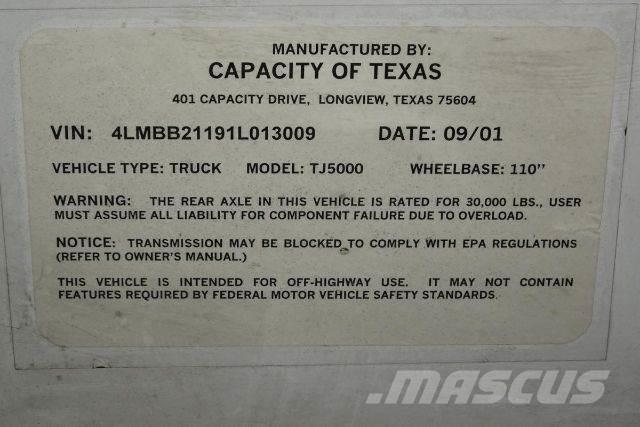 MANUFACTURED BY:
CAPACITY OF TEXAS
401 CAPACITY DRIVE, LONGVIEW, TEXAS 75604
VIN: 4LMBB21191L013009 DATE: 09/01
VEHICLE TYPE: TRUCK MODEL: TJ5000 WHEELBASE: 110"
WARNING: THE REAR AXLE IN THIS VEHICLE IS RATED FOR 30,000 LBS., USER
MUST ASSUME ALL LIABILITY FOR COMPONENT FAILURE DUE TO OVERLOAD.
NOTICE: TRANSMISSION MAY BE BLOCKED TO COMPLY WITH EPA REGULATIONS
(REFER TO OWNER'S MANUAL.)
THIS VEHICLE IS INTENDED FOR OFF-HIGHWAY USE. IT MAY NOT CONTAIN
FEATURES REQUIRED BY FEDERAL MOTOR VEHICLE SAFETY STANDARDS.
MASCUS